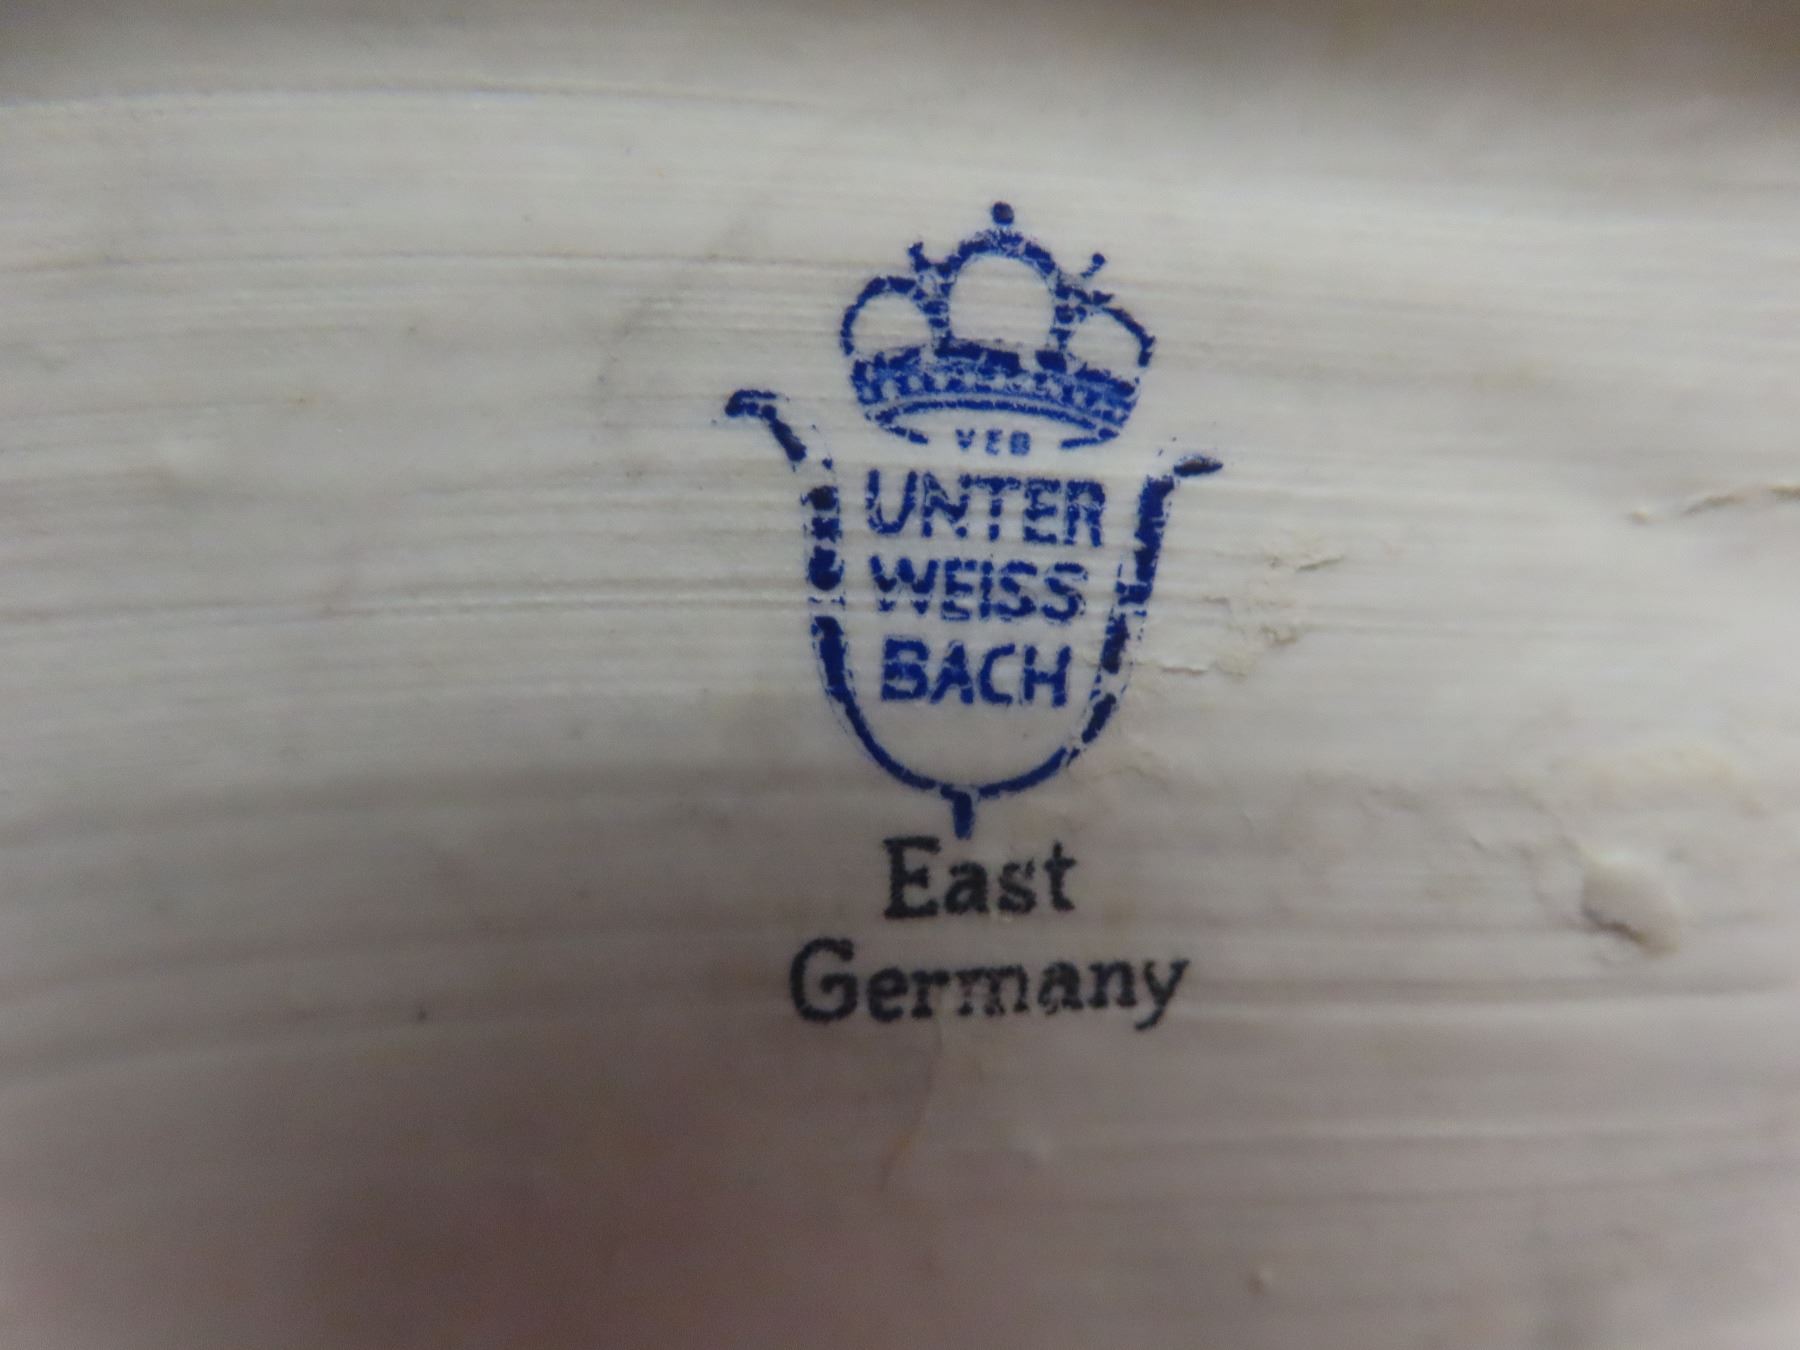 VEB
UNTER
WEISS
BACH
East
Germany